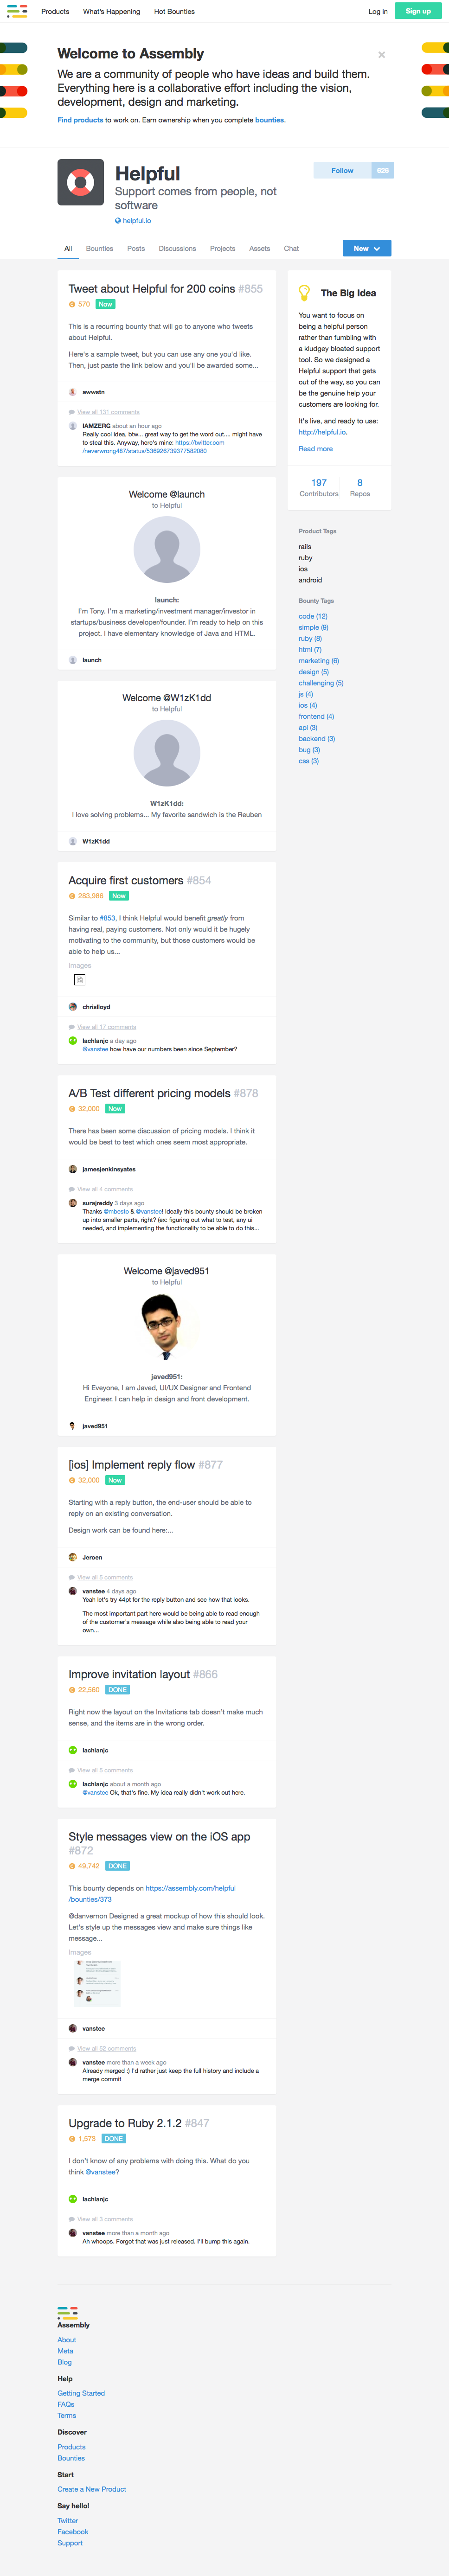 Products What's Happening Hot Bounties Log in Sign up
Welcome to Assembly
We are a community of people who have ideas and build them.
Everything here is a collaborative effort including the vision,
development, design and marketing.
Find products to work on. Earn ownership when you complete bounties.
Helpful
Support comes from people, not
software
helpful.io
Follow 626
All Bounties Posts Discussions Projects Assets Chat New
Tweet about Helpful for 200 coins #855
570 Now
This is a recurring bounty that will go to anyone who tweets
about Helpful.
Here's a sample tweet, but you can use any one you'd like.
Then, just paste the link below and you'll be awarded some...
awwstn
View all 131 comments
IAMZERG about an hour ago
Really cool idea, btw... great way to get the word out.... might have
to steal this. Anyway, here's mine: https://twitter.com
/neverwrong487/status/536926739377582080
Welcome @launch
to Helpful
launch:
I'm Tony. I'm a marketing/investment manager/investor in
startups/business developer/founder. I'm ready to help on this
project. I have elementary knowledge of Java and HTML.
launch
Welcome @W1zK1dd
to Helpful
W1zK1dd:
I love solving problems... My favorite sandwich is the Reuben
W1zK1dd
Acquire first customers #854
283,986 Now
Similar to #853, I think Helpful would benefit greatly from
having real, paying customers. Not only would it be hugely
motivating to the community, but those customers would be
able to help us...
Images
chrislloyd
View all 17 comments
lachlanjc a day ago
@vanstee how have our numbers been since September?
A/B Test different pricing models #878
32,000 Now
There has been some discussion of pricing models. I think it
would be best to test which ones seem most appropriate.
jamesjenkinsyates
View all 4 comments
surajreddy 3 days ago
Thanks @mbesto & @vanstee! Ideally this bounty should be broken
up into smaller parts, right? (ex: figuring out what to test, any ui
needed, and implementing the functionality to be able to do this...
Welcome @javed951
to Helpful
javed951:
Hi Eveyone, I am Javed, UI/UX Designer and Frontend
Engineer. I can help in design and front development.
javed951
[ios] Implement reply flow #877
32,000 Now
Starting with a reply button, the end-user should be able to
reply on an existing conversation.
Design work can be found here:...
Jeroen
View all 5 comments
vanstee 4 days ago
Yeah let's try 44pt for the reply button and see how that looks.
The most important part here would be being able to read enough
of the customer's message while also being able to read your
own...
Improve invitation layout #866
22,560 DONE
Right now the layout on the Invitations tab doesn't make much
sense, and the items are in the wrong order.
lachlanjc
View all 5 comments
lachlanjc about a month ago
@vanstee Ok, that's fine. My idea really didn't work out here.
Style messages view on the iOS app
#872
49,742 DONE
This bounty depends on https://assembly.com/helpful
/bounties/373
@danvernon Designed a great mockup of how this should look.
Let's style up the messages view and make sure things like
message...
Images
vanstee
View all 52 comments
vanstee more than a week ago
Already merged :) I'd rather just keep the full history and include a
merge commit
Upgrade to Ruby 2.1.2 #847
1,573 DONE
I don't know of any problems with doing this. What do you
think @vanstee?
lachlanjc
View all 3 comments
vanstee more than a month ago
Ah whoops. Forgot that was just released. I'll bump this again.
The Big Idea
You want to focus on
being a helpful person
rather than fumbling with
a kludgey bloated support
tool. So we designed a
Helpful support that gets
out of the way, so you can
be the genuine help your
customers are looking for.
It's live, and ready to use:
http://helpful.io.
Read more
197 8
Contributors Repos
Product Tags
rails
ruby
ios
android
Bounty Tags
code (12)
simple (9)
ruby (8)
html (7)
marketing (6)
design (5)
challenging (5)
js (4)
ios (4)
frontend (4)
api (3)
backend (3)
bug (3)
css (3)
Assembly
About
Meta
Blog
Help
Getting Started
FAQs
Terms
Discover
Products
Bounties
Start
Create a New Product
Say hello!
Twitter
Facebook
Support